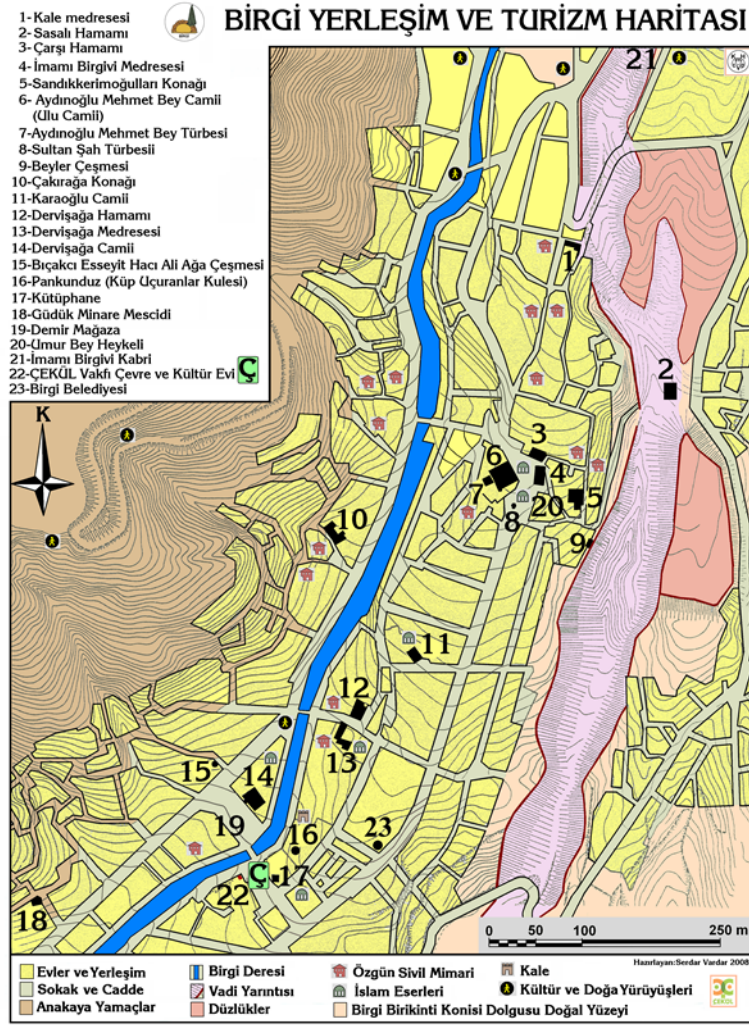 BİRGİ YERLEŞİM VE TURİZM HARİTASI
1- Kale medresesi
2- Sasalı Hamamı
3- Çarşı Hamamı
4- İmamı Birgivi Medresesi
5-Sandıkkerimoğulları Konağı
6- Aydınoğlu Mehmet Bey Camii
(Ulu Camii)
7-Aydınoğlu Mehmet Bey Türbesi
8-Sultan Şah Türbesii
9-Beyler Çeşmesi
10-Çakırağa Konağı
11-Karaoğlu Camii
12-Dervişağa Hamamı
13-Dervişağa Medresesi
14-Dervişağa Camii
15-Bıçakcı Esseyit Hacı Ali Ağa Çeşmesi
16-Pankunduz (Küp Uçuranlar Kulesi)
17-Kütüphane
18-Güdük Minare Mescidi
19-Demir Mağaza
20-Umur Bey Heykeli
21-İmamı Birgivi Kabri
22-ÇEKÜL Vakfı Çevre ve Kültür Evi Ç
23-Birgi Belediyesi
K
21
1
2
3
6
4
7
20
5
8
9
10
11
12
13
15
14
19
16
23
Ç
17
22
18
0 50 100 250 m
Hazırlayan:Serdar Vardar 2008
Evler ve Yerleşim
Birgi Deresi
Özgün Sivil Mimari
Kale
Sokak ve Cadde
Vadi Yarıntısı
İslam Eserleri
Kültür ve Doğa Yürüyüşleri
Anakaya Yamaçlar
Düzlükler
Birgi Birikinti Konisi Dolgusu Doğal Yüzeyi
ÇEKÜL